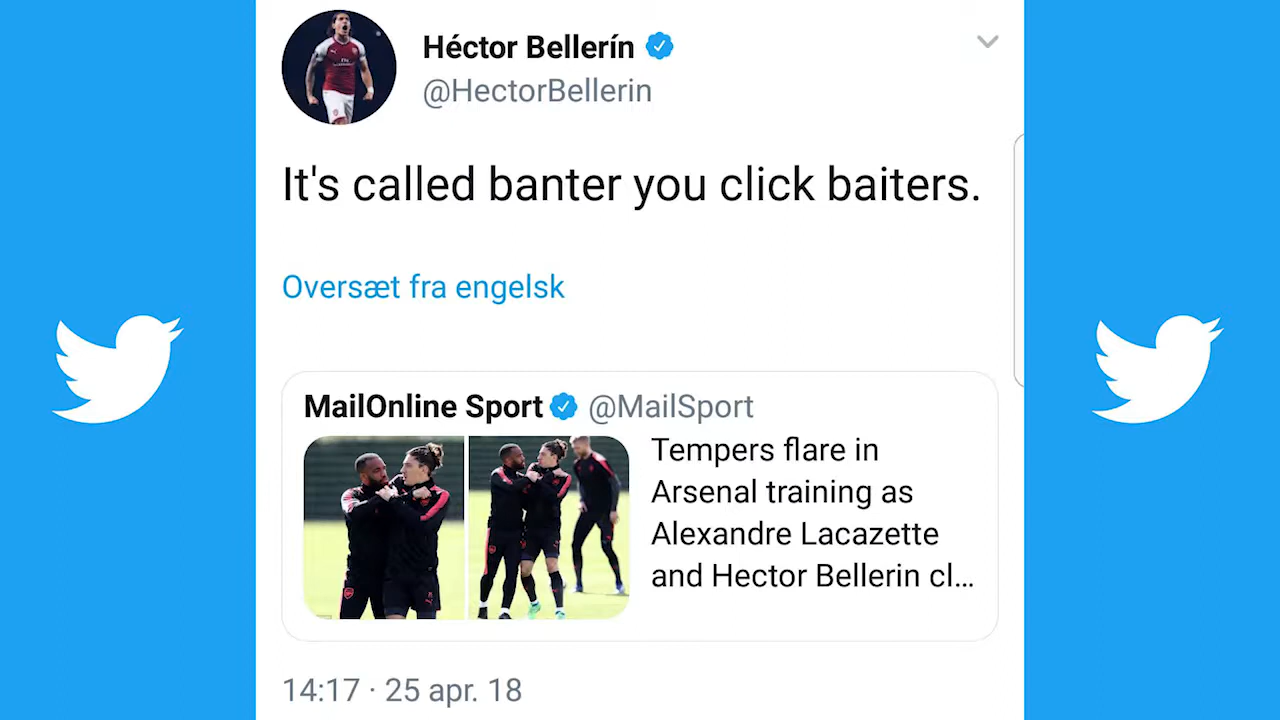 Héctor Bellerín
@HectorBellerin
It's called banter you click baiters.
Oversæt fra engelsk
MailOnline Sport @MailSport
Tempers flare in
Arsenal training as
Alexandre Lacazette
and Hector Bellerin cl...
14:17 · 25 apr. 18